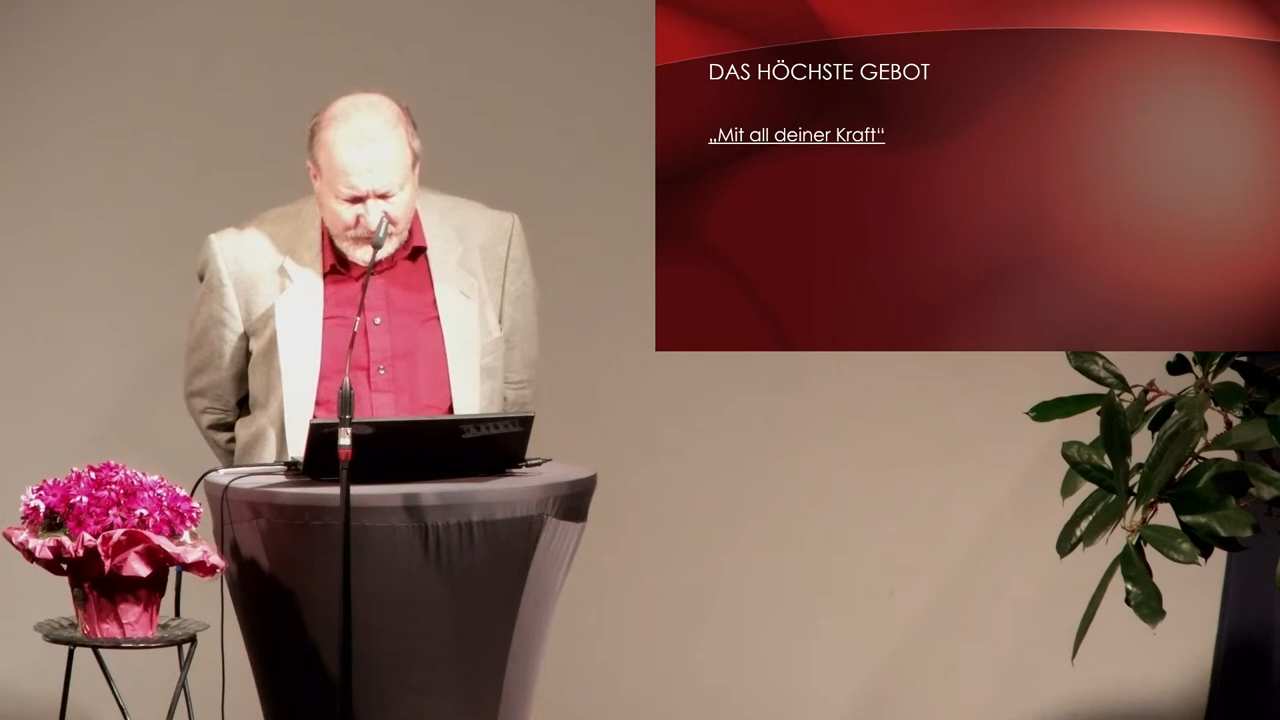 DAS HÖCHSTE GEBOT
„Mit all deiner Kraft“